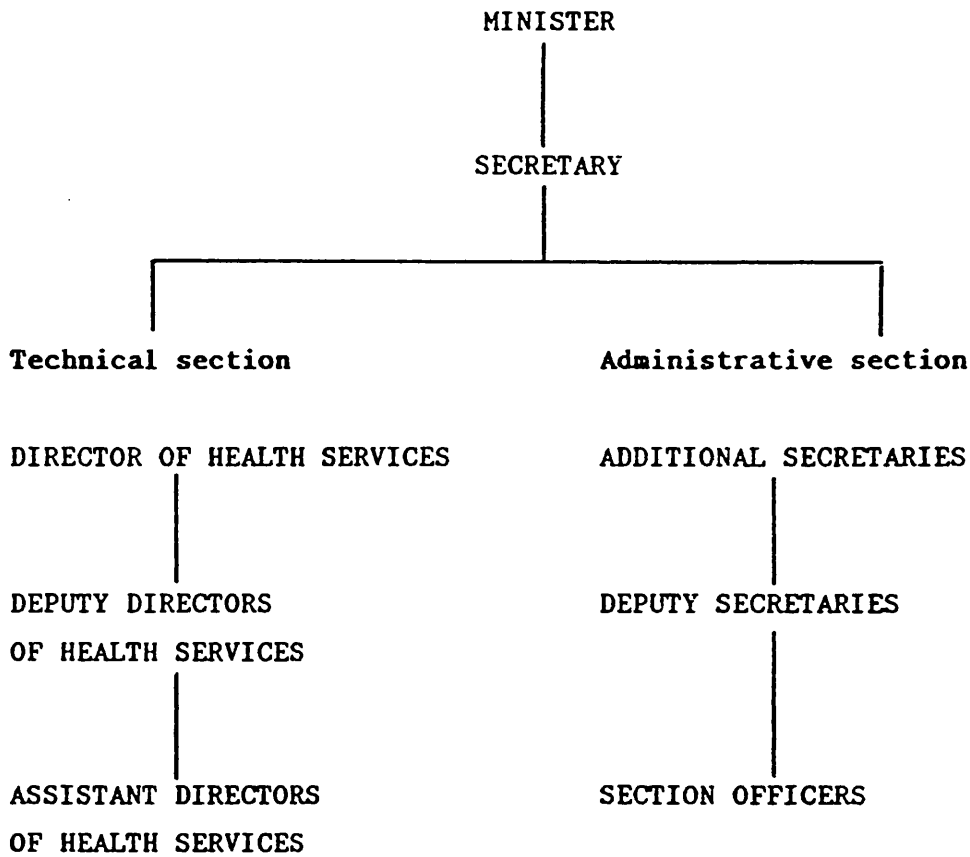 MINISTER
SECRETARY
Technical section
Administrative section
DIRECTOR OF HEALTH SERVICES
ADDITIONAL SECRETARIES
DEPUTY DIRECTORS
OF HEALTH SERVICES
DEPUTY SECRETARIES
ASSISTANT DIRECTORS
OF HEALTH SERVICES
SECTION OFFICERS